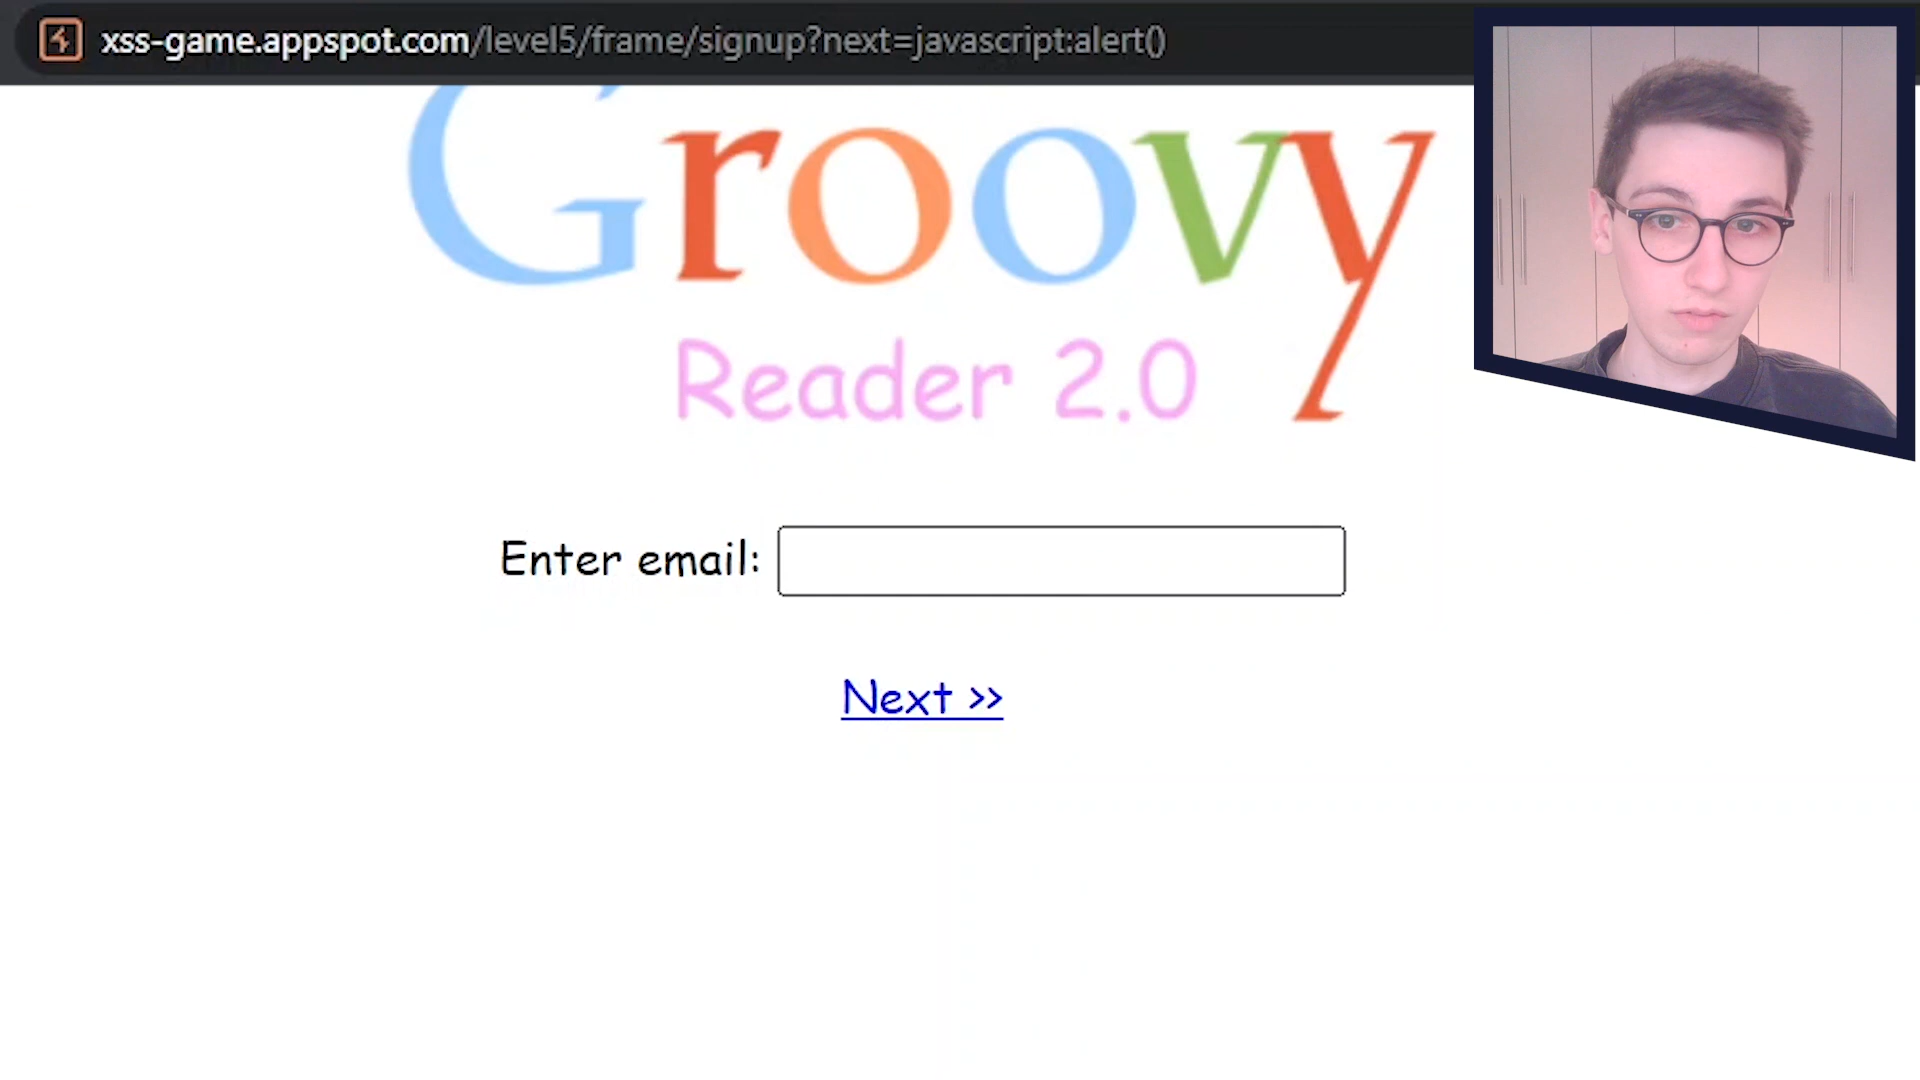 xss-game.appspot.com/level5/frame/signup?next=javascript:alert()
Groovy
Reader 2.0
Enter email:
Next >>